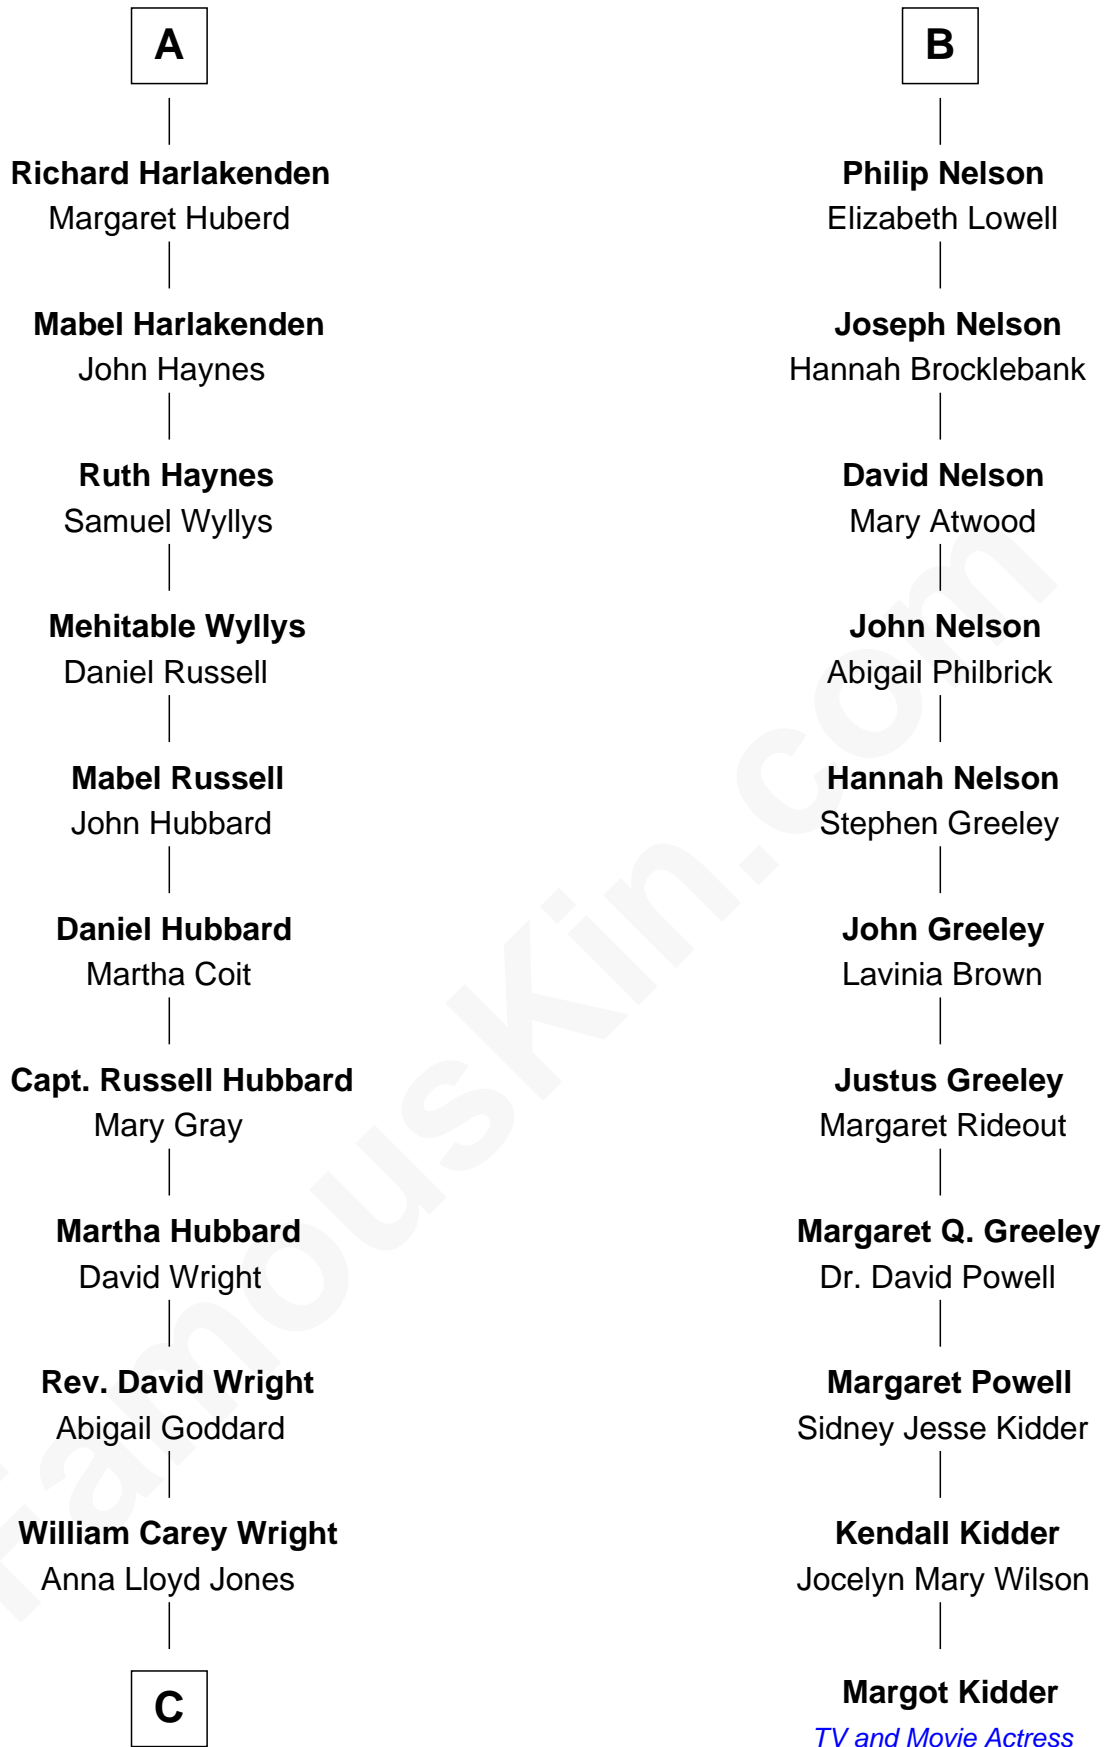 A
Richard Harlakenden
Margaret Huberd
Mabel Harlakenden
John Haynes
Ruth Haynes
Samuel Wyllys
Mehitable Wyllys
Daniel Russell
Mabel Russell
John Hubbard
Daniel Hubbard
Martha Coit
Capt. Russell Hubbard
Mary Gray
Martha Hubbard
David Wright
Rev. David Wright
Abigail Goddard
William Carey Wright
Anna Lloyd Jones
C
B
Philip Nelson
Elizabeth Lowell
Joseph Nelson
Hannah Brocklebank
David Nelson
Mary Atwood
John Nelson
Abigail Philbrick
Hannah Nelson
Stephen Greeley
John Greeley
Lavinia Brown
Justus Greeley
Margaret Rideout
Margaret Q. Greeley
Dr. David Powell
Margaret Powell
Sidney Jesse Kidder
Kendall Kidder
Jocelyn Mary Wilson
Margot Kidder
TV and Movie Actress
FamousKin.com